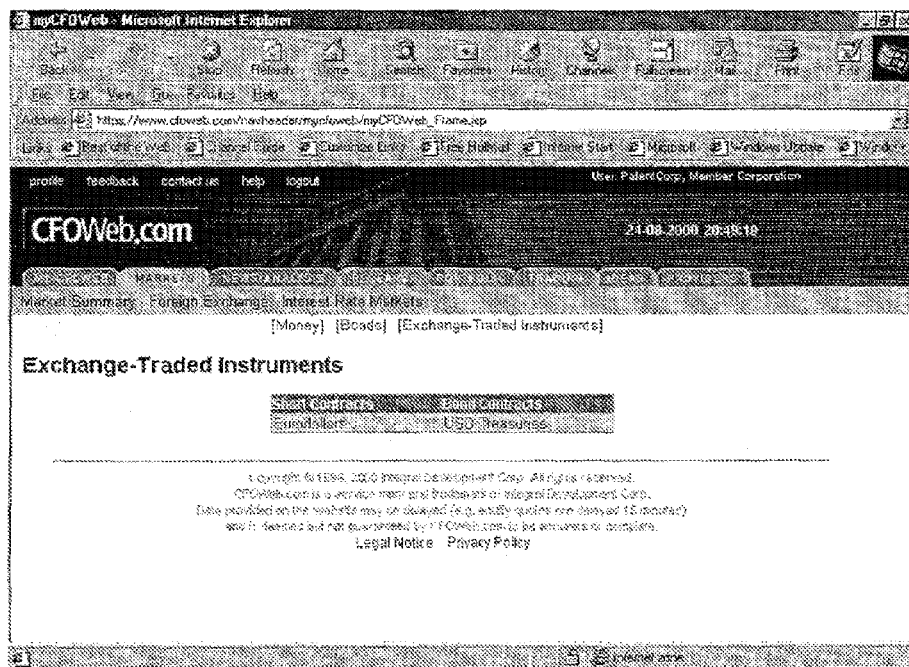 myCFOWeb - Microsoft Internet Explorer
Back Stop Refresh Home Search Favorites History Channels Fullscreen Mail Print Edit
File Edit View Go Favorites Help
Address https://www.cfoweb.com/navheader/mycfoweb/myCFOWeb_Frame.jsp
Links Best of the Web Channel Guide Customize Links Free Hotmail Internet Start Microsoft Windows Update
profile feedback contact us help logout User: PatentCorp, Member Corporation
CFOWeb.com 24-08-2000 20:49:19
MARKETS
Market Summary Foreign Exchange Interest Rate Markets
[Money] [Bonds] [Exchange-Traded Instruments]
Exchange-Traded Instruments
Short Contracts Bond Contracts
Eurodollars USD Treasuries
Copyright © 1998, 2000 Integral Development Corp. All rights reserved.
CFOWeb.com is a service mark and trademark of Integral Development Corp.
Data provided on the website may be delayed (e.g. equity quotes are delayed 15 minutes)
and is deemed but not guaranteed by CFOWeb.com to be accurate or complete.
Legal Notice Privacy Policy
Internet zone